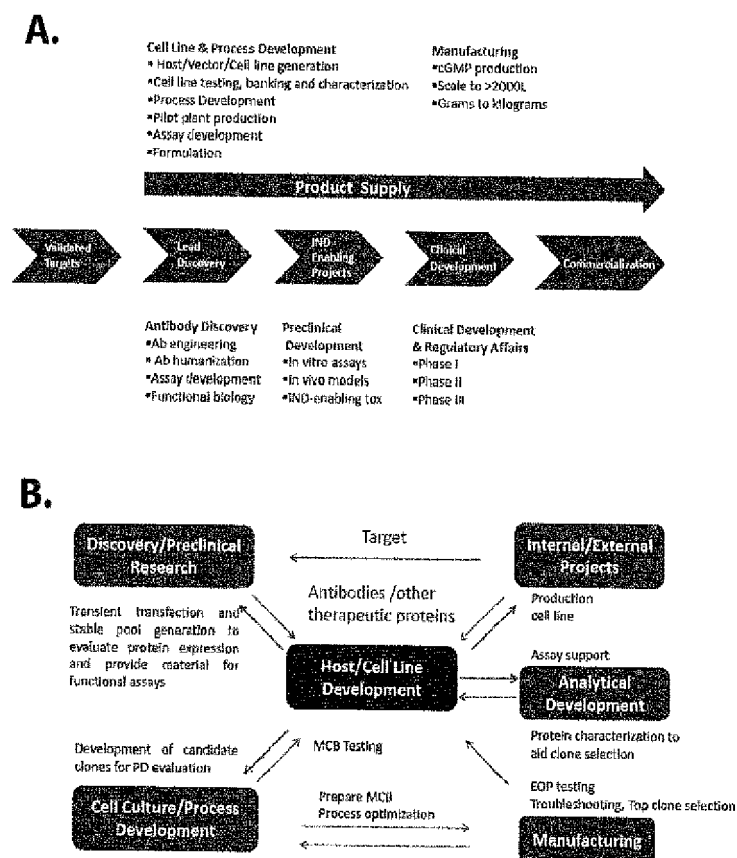 A.
Cell Line & Process Development
▪Host/Vector/Cell line generation
▪Cell line testing, banking and characterization
▪Process Development
▪Pilot plant production
▪Assay development
▪Formulation
Manufacturing
▪cGMP production
▪Scale to >2000L
▪Grams to kilograms
Product Supply
Validated
Targets
Lead
Discovery
IND
Enabling
Projects
Clinical
Development
Commercialization
Antibody Discovery
▪Ab engineering
▪Ab humanization
▪Assay development
▪Functional biology
Preclinical
Development
▪In vitro assays
▪In vivo models
▪IND-enabling tox
Clinical Development
& Regulatory Affairs
▪Phase I
▪Phase II
▪Phase III
B.
Discovery/Preclinical
Research
Target
Internal/External
Projects
Antibodies /other
therapeutic proteins
Transient transfection and
stable pool generation to
evaluate protein expression
and provide material for
functional assays
Production
cell line
Host/Cell Line
Development
Assay support
Analytical
Development
Protein characterization to
aid clone selection
Development of candidate
clones for PD evaluation
MCB Testing
EOP testing
Troubleshooting, Top clone selection
Cell Culture/Process
Development
Prepare MCB
Process optimization
Manufacturing